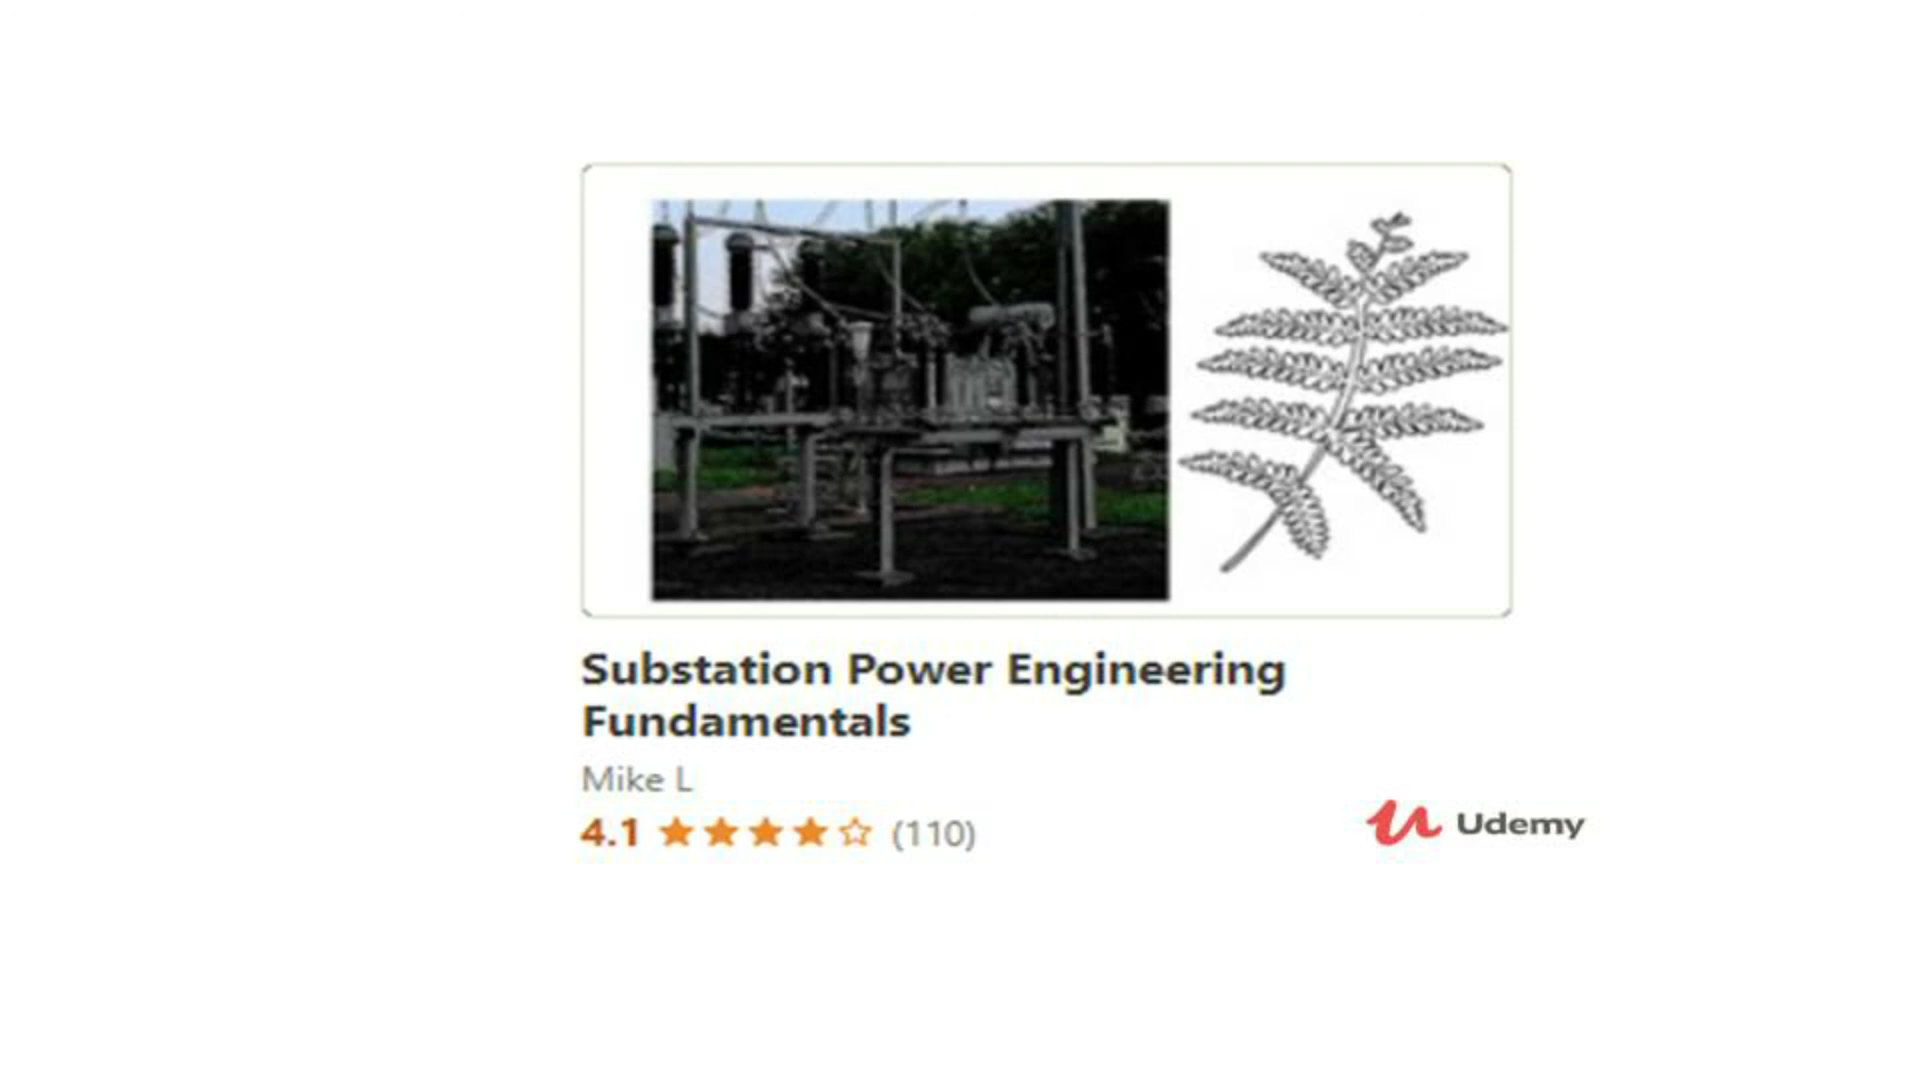 Substation Power Engineering
Fundamentals
Mike L
4.1 (110)
Udemy